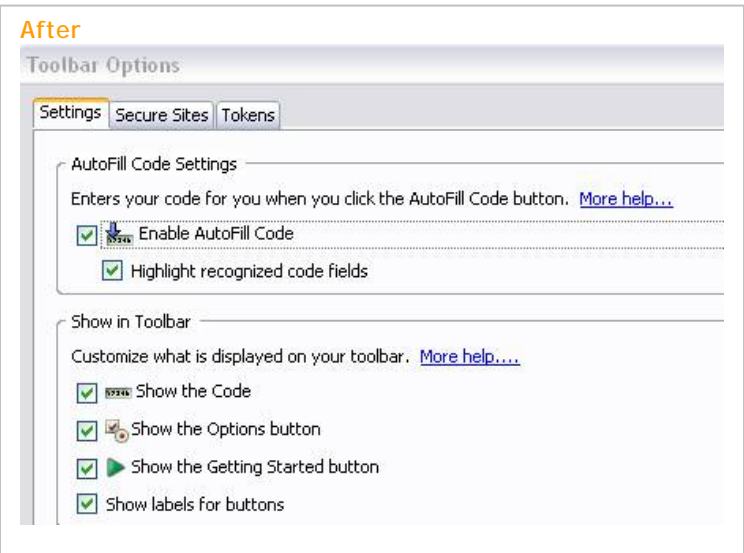 After
Toolbar Options
Settings Secure Sites Tokens
AutoFill Code Settings
Enters your code for you when you click the AutoFill Code button. More help...
Enable AutoFill Code
Highlight recognized code fields
Show in Toolbar
Customize what is displayed on your toolbar. More help....
Show the Code
Show the Options button
Show the Getting Started button
Show labels for buttons